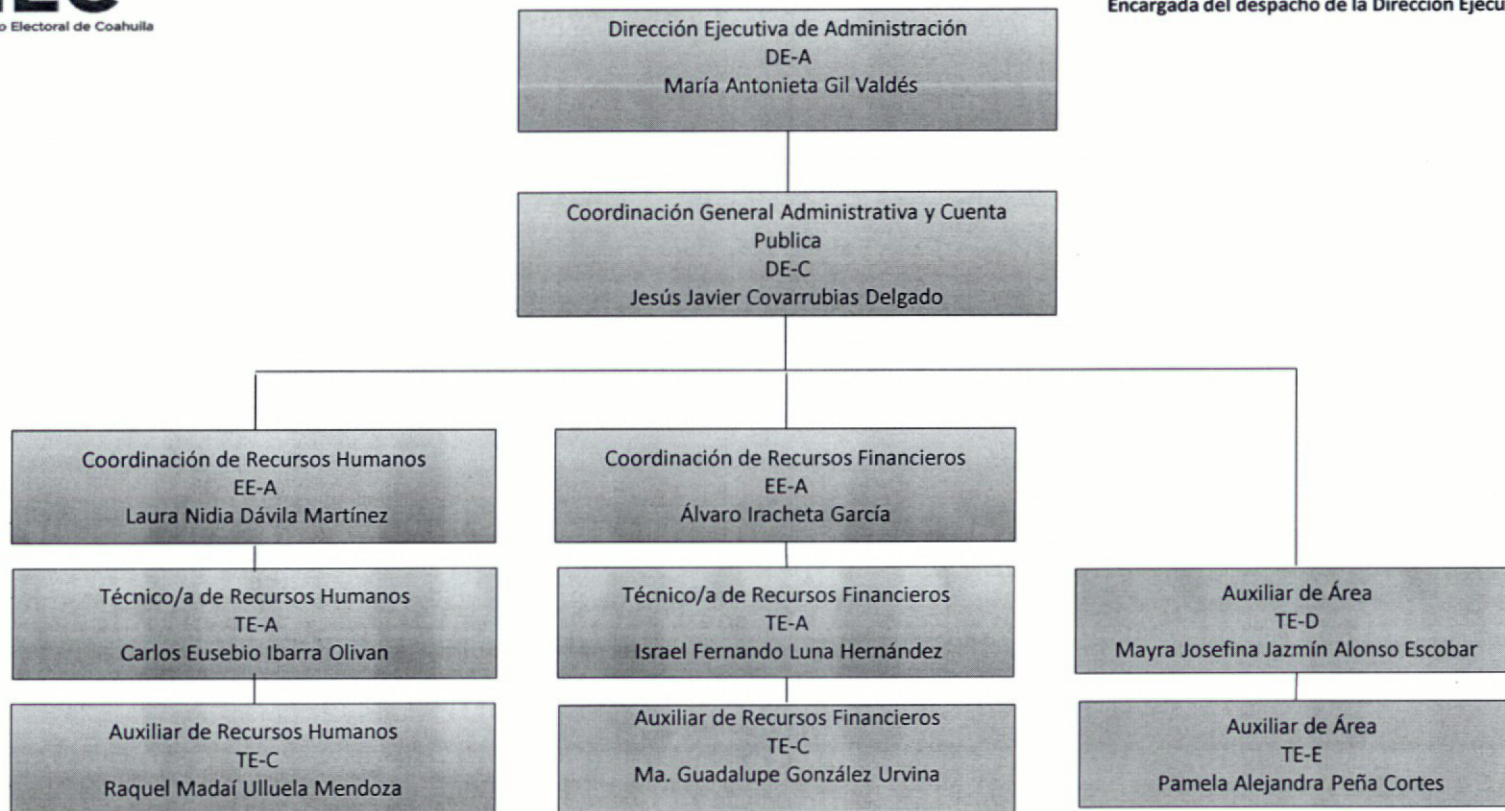 o Electoral de Coahuila
Encargada del despacho de la Dirección Ejecu
Dirección Ejecutiva de Administración
DE-A
María Antonieta Gil Valdés
Coordinación General Administrativa y Cuenta
Publica
DE-C
Jesús Javier Covarrubias Delgado
Coordinación de Recursos Humanos
EE-A
Laura Nidia Dávila Martínez
Coordinación de Recursos Financieros
EE-A
Álvaro Iracheta García
Técnico/a de Recursos Humanos
TE-A
Carlos Eusebio Ibarra Olivan
Técnico/a de Recursos Financieros
TE-A
Israel Fernando Luna Hernández
Auxiliar de Área
TE-D
Mayra Josefina Jazmín Alonso Escobar
Auxiliar de Recursos Humanos
TE-C
Raquel Madaí Ulluela Mendoza
Auxiliar de Recursos Financieros
TE-C
Ma. Guadalupe González Urvina
Auxiliar de Área
TE-E
Pamela Alejandra Peña Cortes